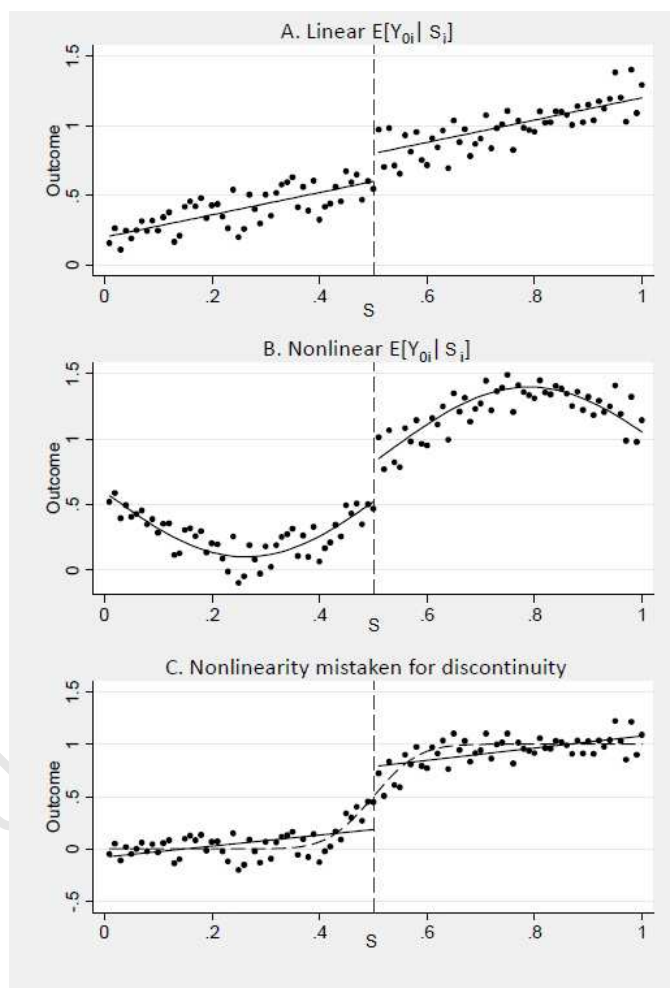 A. Linear E[Y0i| Si]
1.5
1
.5
0
Outcome
0 .2 .4 .6 .8 1
S
B. Nonlinear E[Y0i| Si]
1.5
1
.5
0
Outcome
0 .2 .4 .6 .8 1
S
C. Nonlinearity mistaken for discontinuity
1.5
1
.5
0
-.5
Outcome
0 .2 .4 .6 .8 1
S